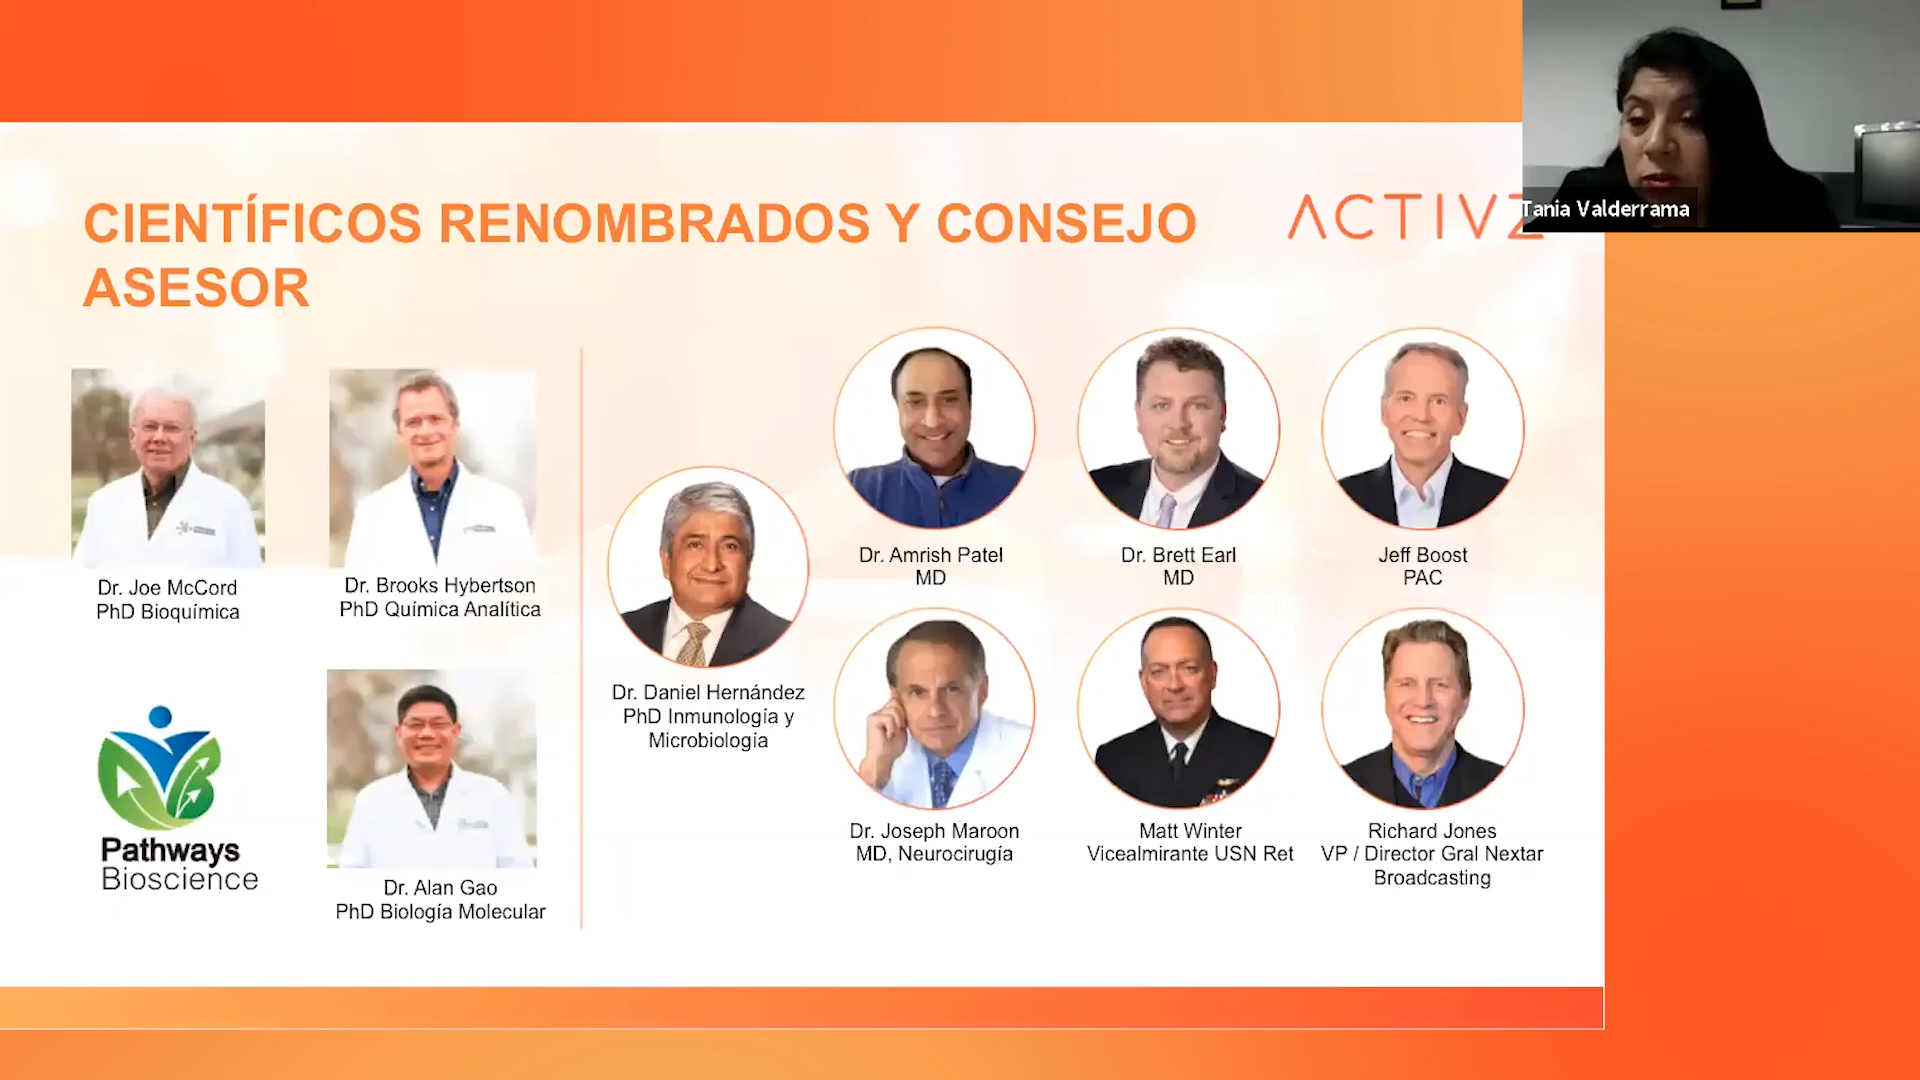 Tania Valderrama
CIENTÍFICOS RENOMBRADOS Y CONSEJO
ASESOR
ACTIVZ
Dr. Joe McCord
PhD Bioquímica
Dr. Brooks Hybertson
PhD Química Analítica
Pathways
Bioscience
Dr. Alan Gao
PhD Biología Molecular
Dr. Daniel Hernández
PhD Inmunología y
Microbiología
Dr. Amrish Patel
MD
Dr. Brett Earl
MD
Jeff Boost
PAC
Dr. Joseph Maroon
MD, Neurocirugía
Matt Winter
Vicealmirante USN Ret
Richard Jones
VP / Director Gral Nextar
Broadcasting